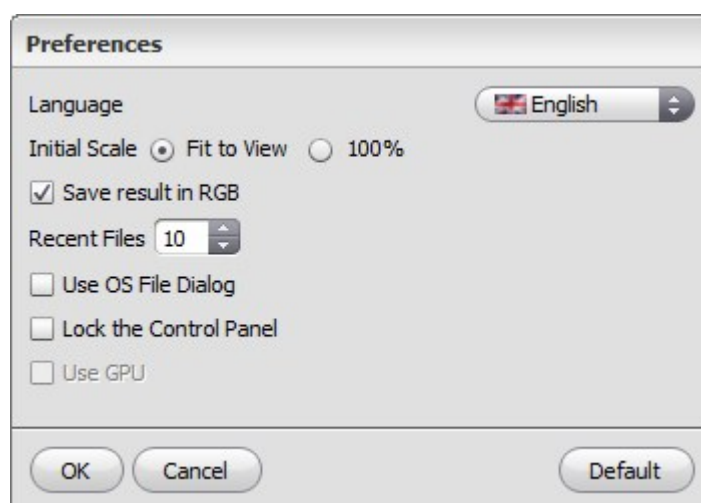 Preferences
Language English
Initial Scale Fit to View 100%
Save result in RGB
Recent Files 10
Use OS File Dialog
Lock the Control Panel
Use GPU
OK Cancel Default